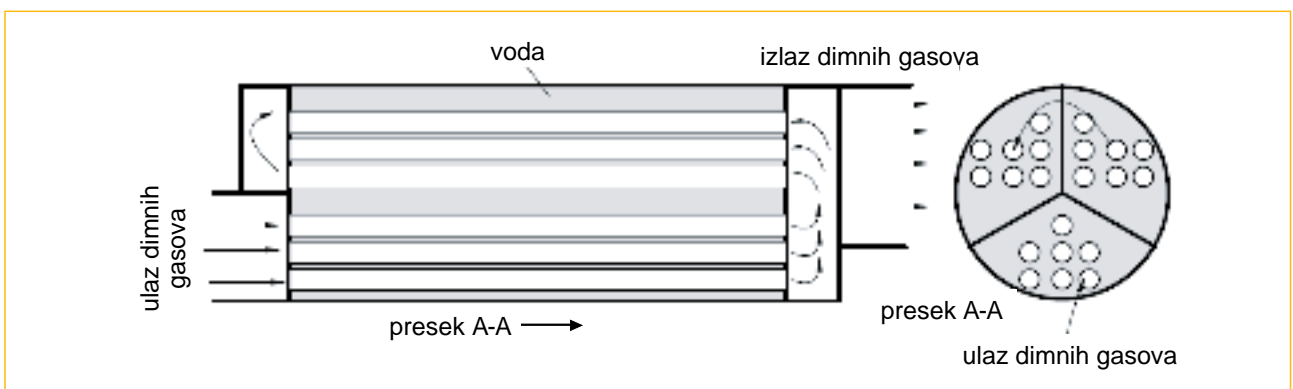 voda
izlaz dimnih gasova
ulaz dimnih
gasova
presek A-A
presek A-A
ulaz dimnih gasova